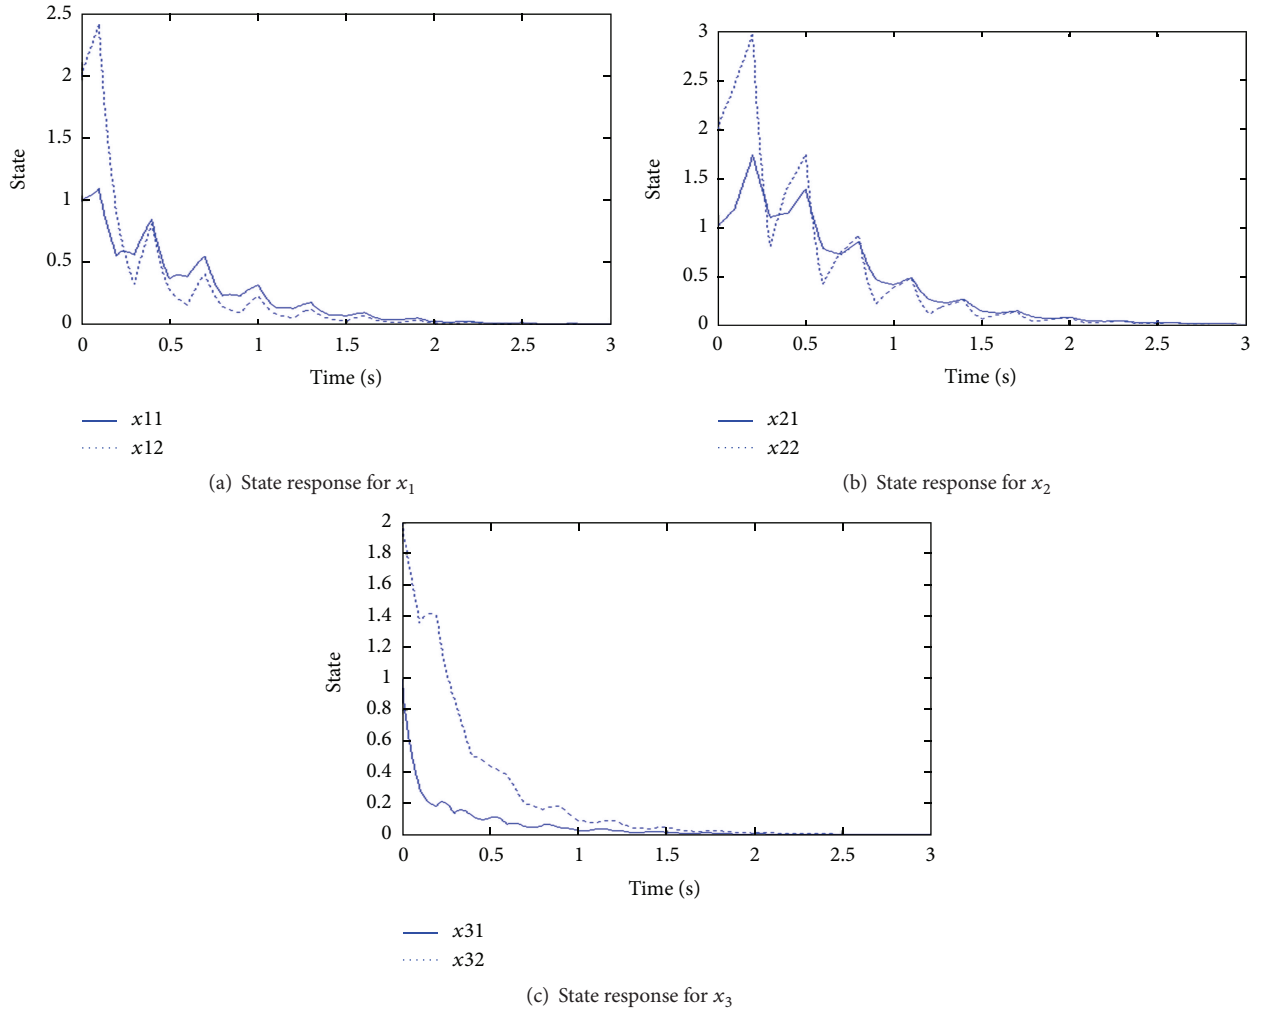 2.5
2
1.5
1
0.5
0
State
0 0.5 1 1.5 2 2.5 3
Time (s)
x11
x12
(a) State response for x₁
3
2.5
2
1.5
1
0.5
0
State
0 0.5 1 1.5 2 2.5 3
Time (s)
x21
x22
(b) State response for x₂
2
1.8
1.6
1.4
1.2
1
0.8
0.6
0.4
0.2
0
State
0 0.5 1 1.5 2 2.5 3
Time (s)
x31
x32
(c) State response for x₃